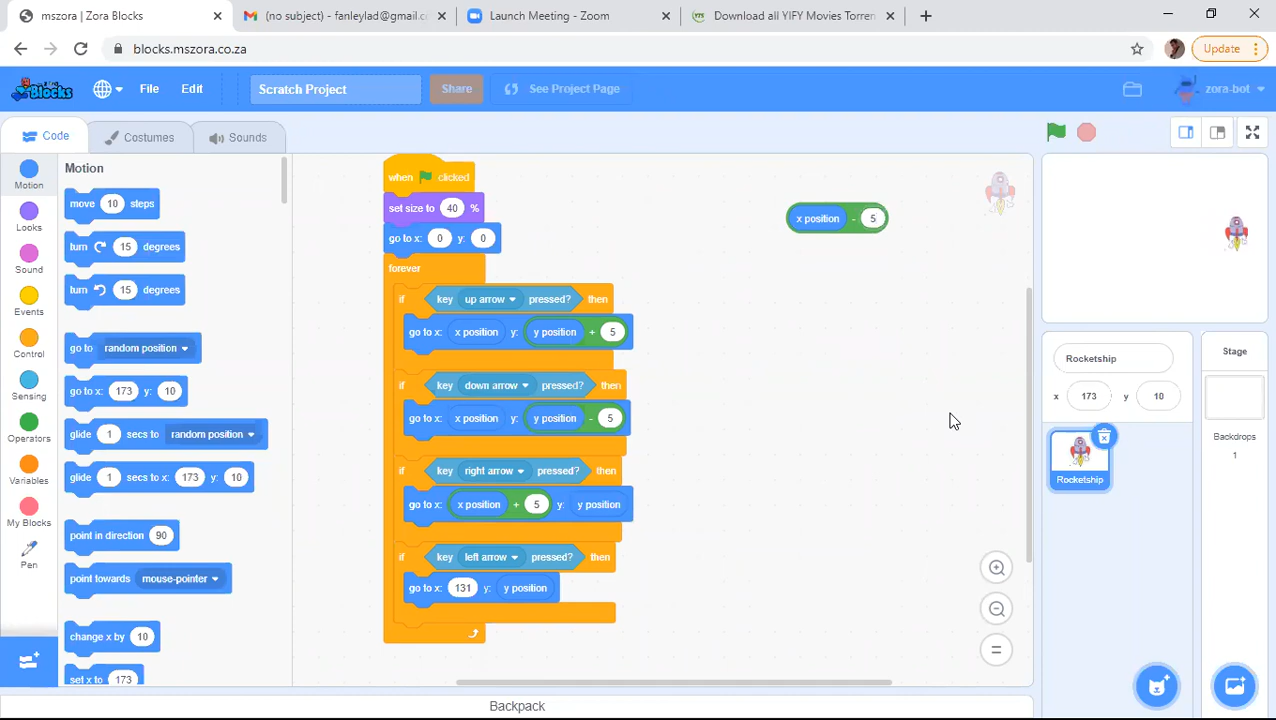 mszora | Zora Blocks
(no subject) - fanleylad@gmail.co
Launch Meeting - Zoom
YTS Download all YIFY Movies Torren
blocks.mszora.co.za
Update
Blocks
File
Edit
Scratch Project
Share
See Project Page
zora-bot
Code
Costumes
Sounds
Motion
Looks
Sound
Events
Control
Sensing
Operators
Variables
My Blocks
Pen
Motion
move 10 steps
turn 15 degrees
turn 15 degrees
go to random position
go to x: 173 y: 10
glide 1 secs to random position
glide 1 secs to x: 173 y: 10
point in direction 90
point towards mouse-pointer
change x by 10
set x to 173
when clicked
set size to 40 %
go to x: 0 y: 0
forever
if key up arrow pressed? then
go to x: x position y: y position + 5
if key down arrow pressed? then
go to x: x position y: y position - 5
if key right arrow pressed? then
go to x: x position + 5 y: y position
if key left arrow pressed? then
go to x: 131 y: y position
x position - 5
Rocketship
x 173 y 10
Rocketship
Stage
Backdrops
1
Backpack